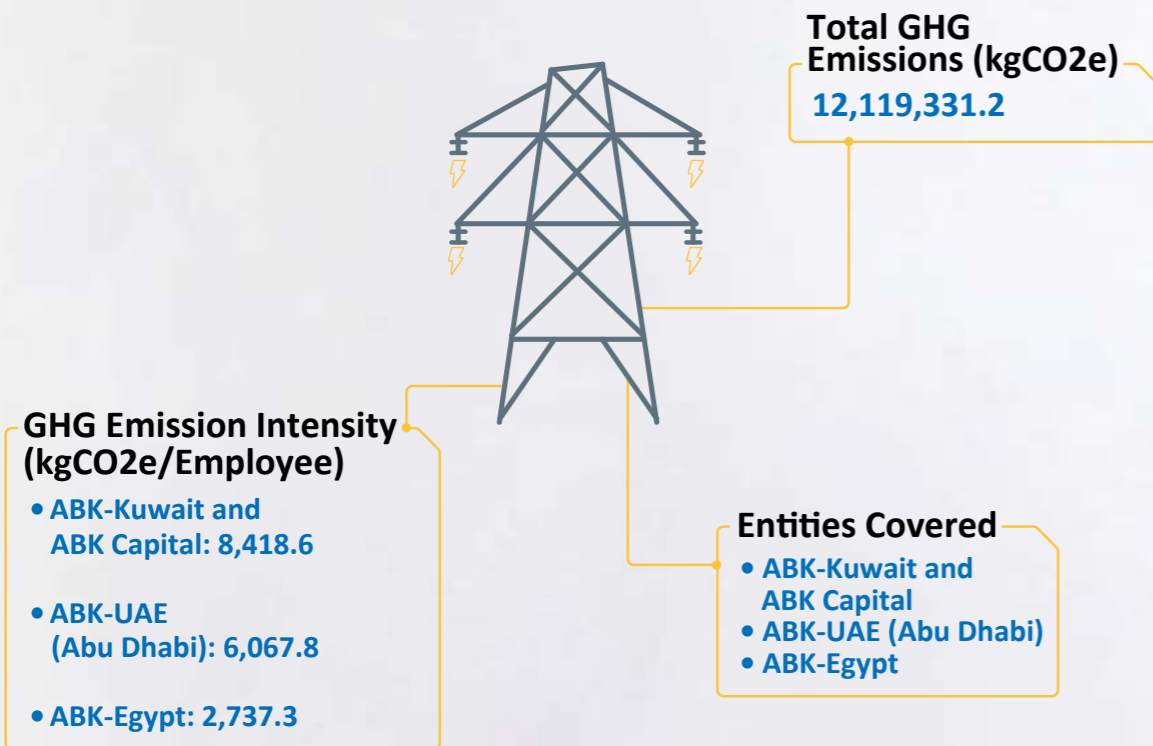 Total GHG
Emissions (kgCO2e)
12,119,331.2
GHG Emission Intensity
(kgCO2e/Employee)
• ABK-Kuwait and
ABK Capital: 8,418.6
• ABK-UAE
(Abu Dhabi): 6,067.8
• ABK-Egypt: 2,737.3
Entities Covered
• ABK-Kuwait and
ABK Capital
• ABK-UAE (Abu Dhabi)
• ABK-Egypt